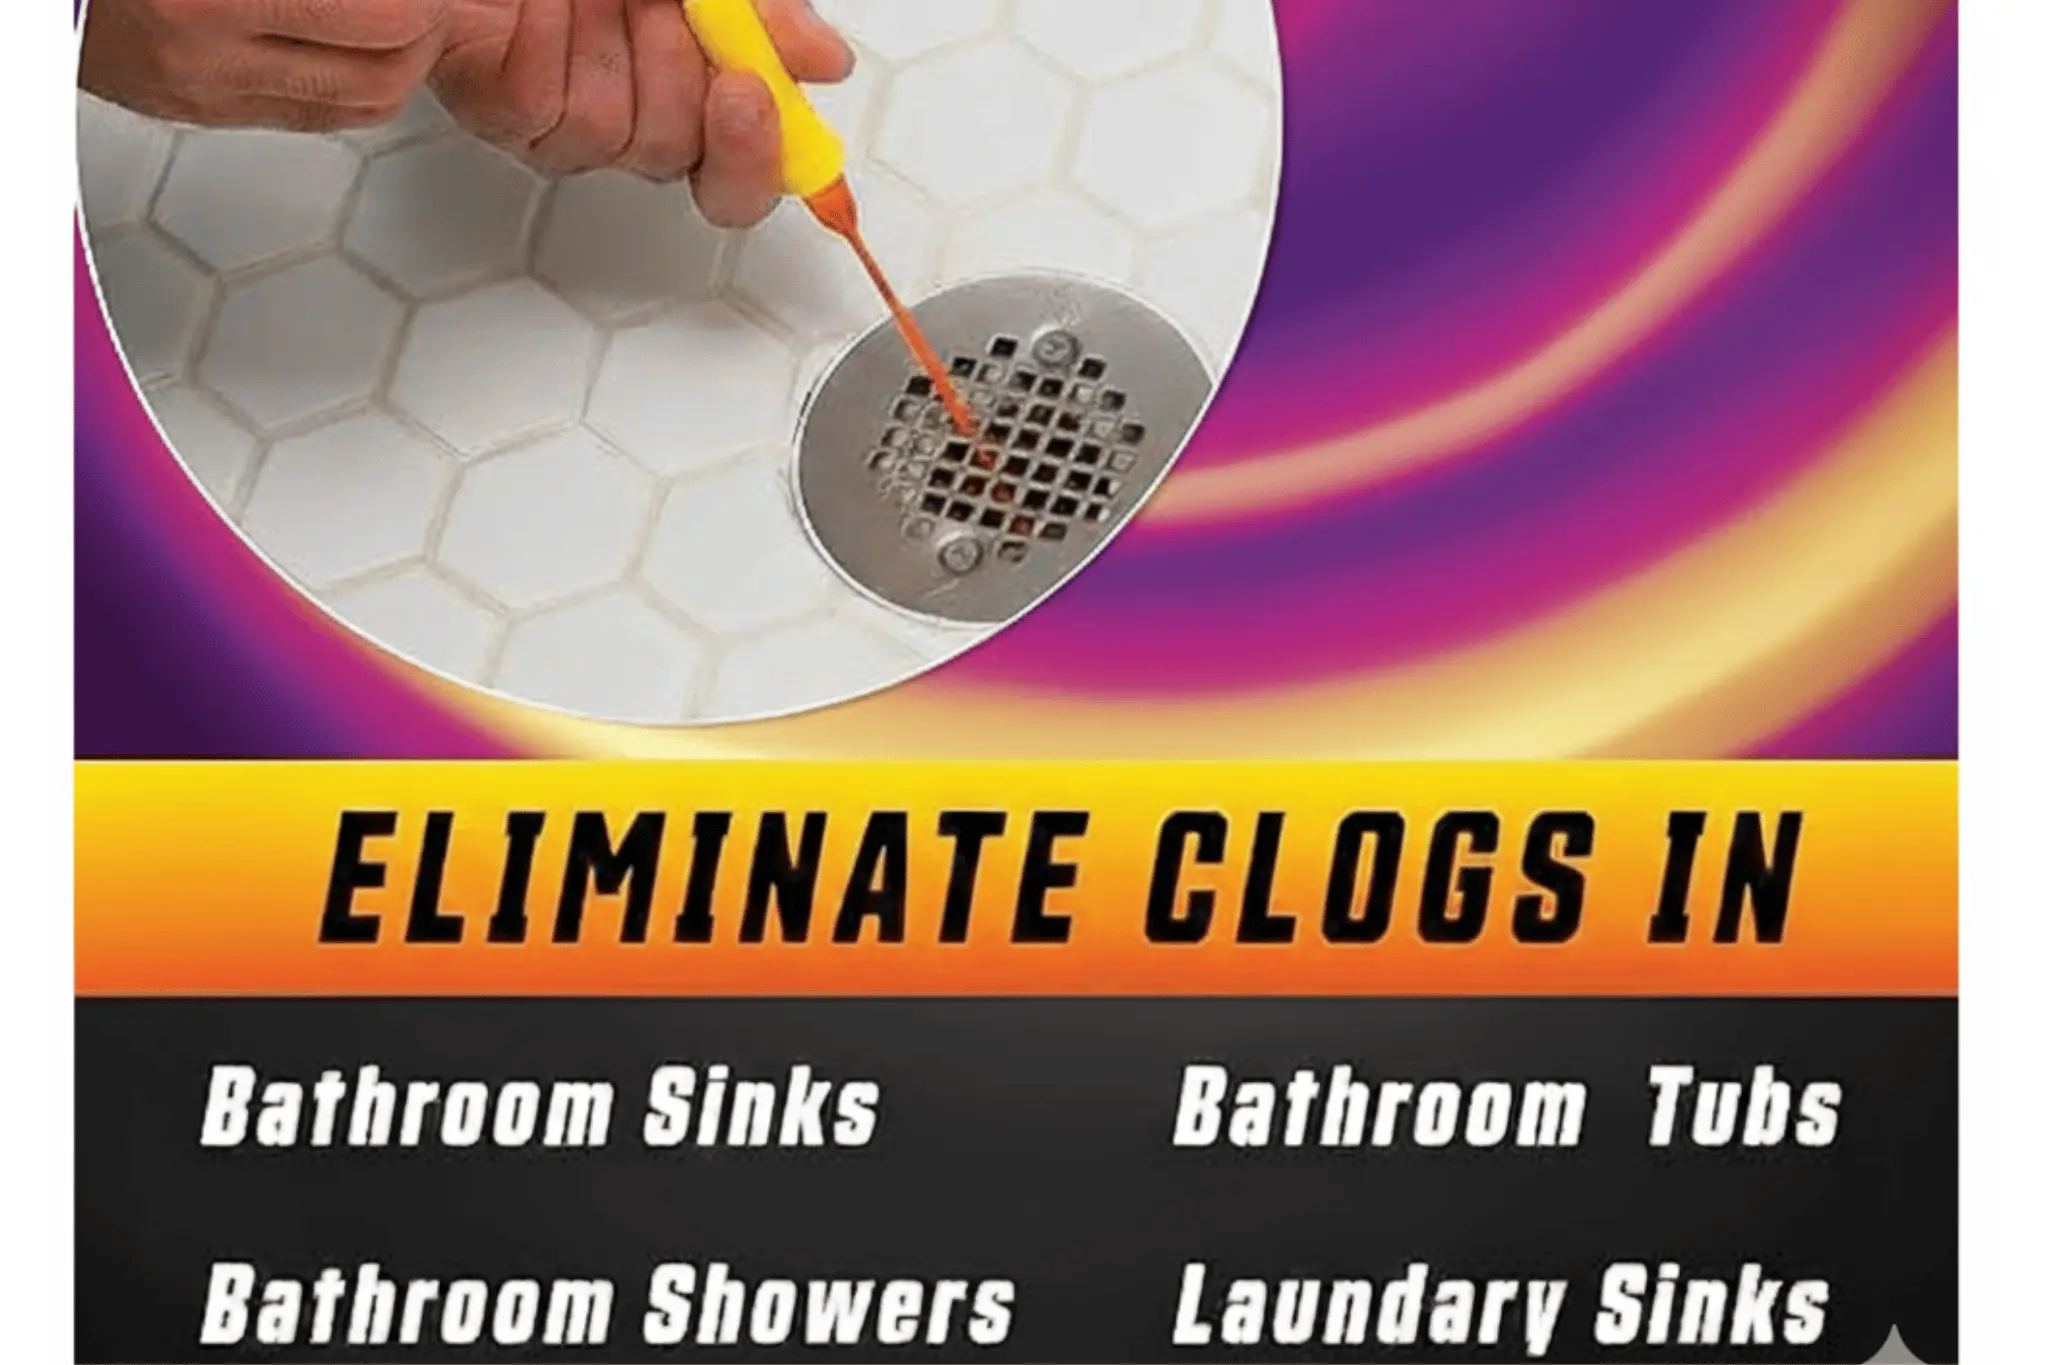 ELIMINATE CLOGS IN
Bathroom Sinks
Bathroom Tubs
Bathroom Showers
Laundary Sinks